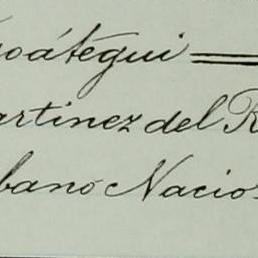 oátegui
artinez del R
bano Nacio